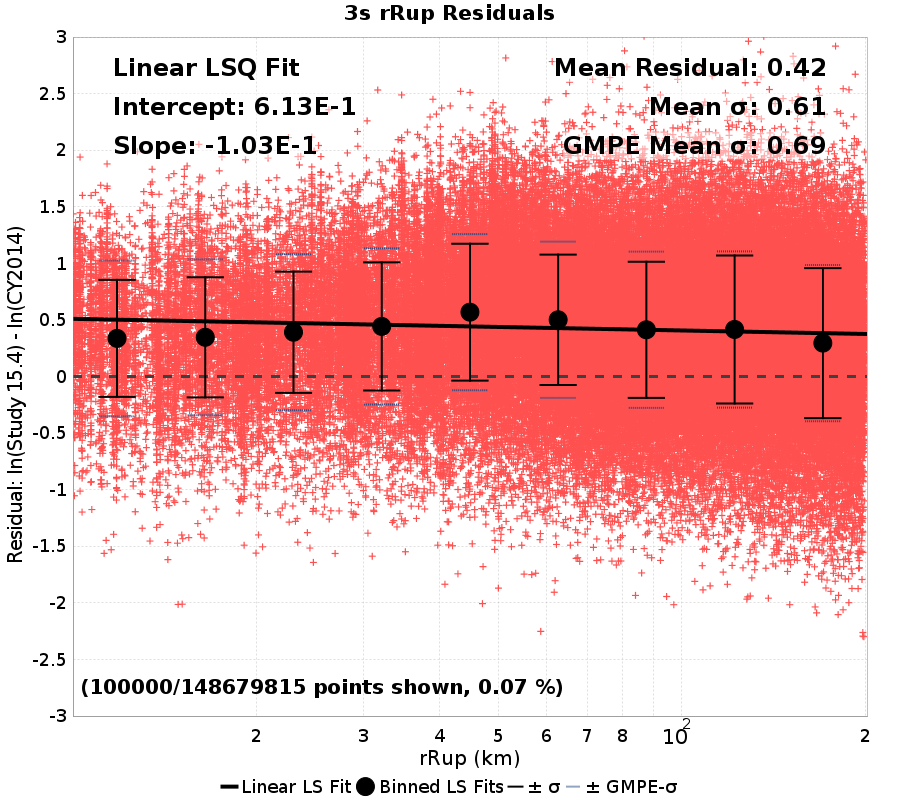 3s rRup Residuals
Linear LSQ Fit
Mean Residual: 0.42
Intercept: 6.13E-1
Mean σ: 0.61
Slope: -1.03E-1
GMPE Mean σ: 0.69
3
2.5
2
1.5
1
0.5
0
-0.5
-1
-1.5
-2
-2.5
-3
Residual: ln(Study 15.4) - ln(CY2014)
(100000/148679815 points shown, 0.07 %)
2 3 4 5 6 7 8 10² 2
rRup (km)
Linear LS Fit Binned LS Fits ± σ ± GMPE-σ